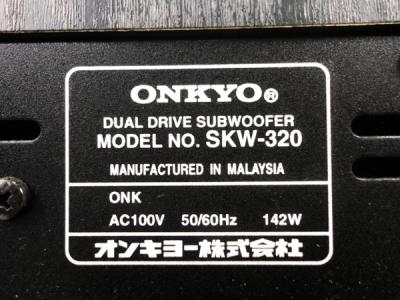 ONKYO®
DUAL DRIVE SUBWOOFER
MODEL NO. SKW-320
MANUFACTURED IN MALAYSIA
ONK
AC100V 50/60Hz 142W
オンキヨー株式会社